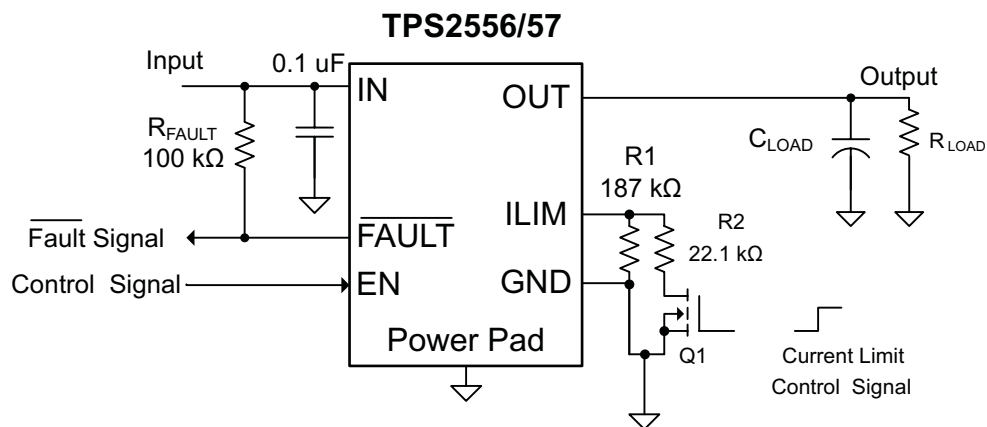 TPS2556/57
Input
0.1 uF
IN
OUT
Output
RFAULT
100 kΩ
CLOAD
RLOAD
R1
187 kΩ
ILIM
R2
22.1 kΩ
Fault Signal
FAULT
Control Signal
EN
GND
Power Pad
Q1
Current Limit
Control Signal